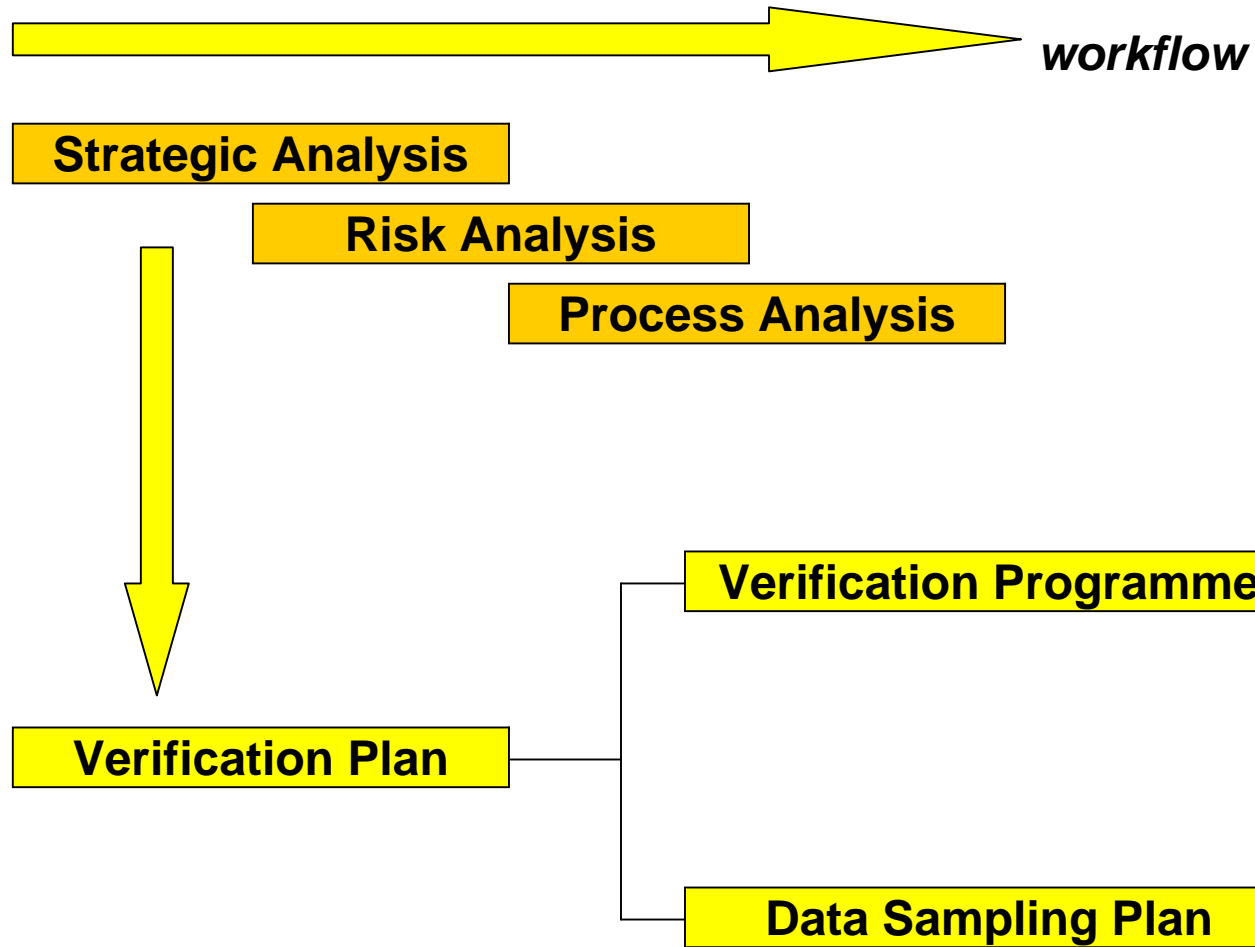 workflow
Strategic Analysis
Risk Analysis
Process Analysis
Verification Programme
Verification Plan
Data Sampling Plan